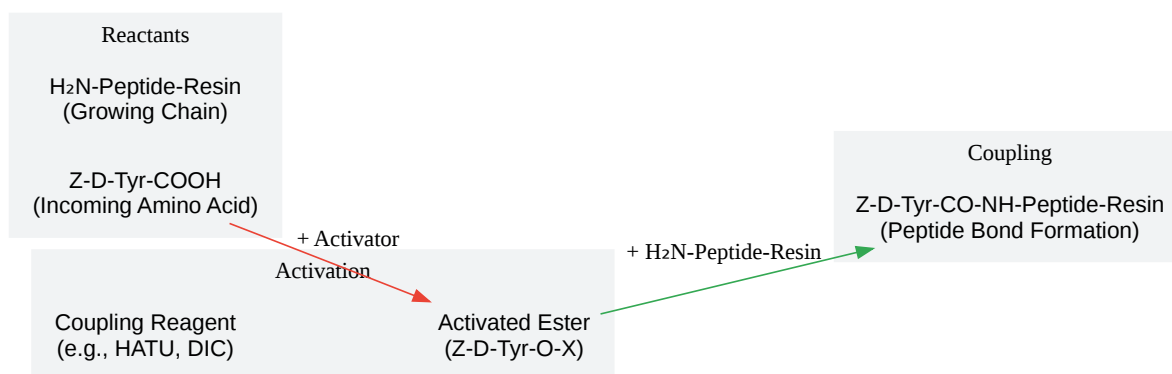 Reactants
H₂N-Peptide-Resin
(Growing Chain)
Z-D-Tyr-COOH
(Incoming Amino Acid)
+ Activator
Activation
Coupling Reagent
(e.g., HATU, DIC)
Activated Ester
(Z-D-Tyr-O-X)
+ H₂N-Peptide-Resin
Coupling
Z-D-Tyr-CO-NH-Peptide-Resin
(Peptide Bond Formation)